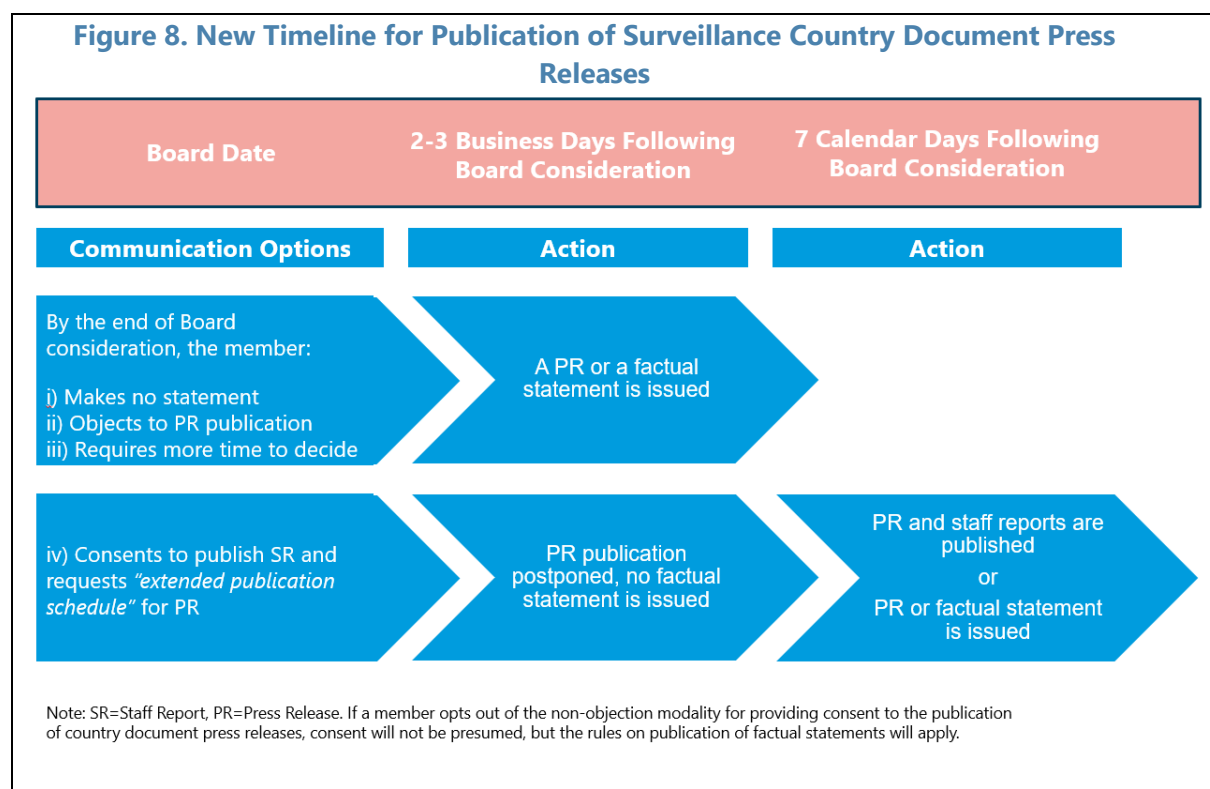 Figure 8. New Timeline for Publication of Surveillance Country Document Press
Releases
Board Date
2-3 Business Days Following
Board Consideration
7 Calendar Days Following
Board Consideration
Communication Options
Action
Action
By the end of Board
consideration, the member:
i) Makes no statement
ii) Objects to PR publication
iii) Requires more time to decide
A PR or a factual
statement is issued
iv) Consents to publish SR and
requests “extended publication
schedule” for PR
PR publication
postponed, no factual
statement is issued
PR and staff reports are
published
or
PR or factual statement
is issued
Note: SR=Staff Report, PR=Press Release. If a member opts out of the non-objection modality for providing consent to the publication
of country document press releases, consent will not be presumed, but the rules on publication of factual statements will apply.